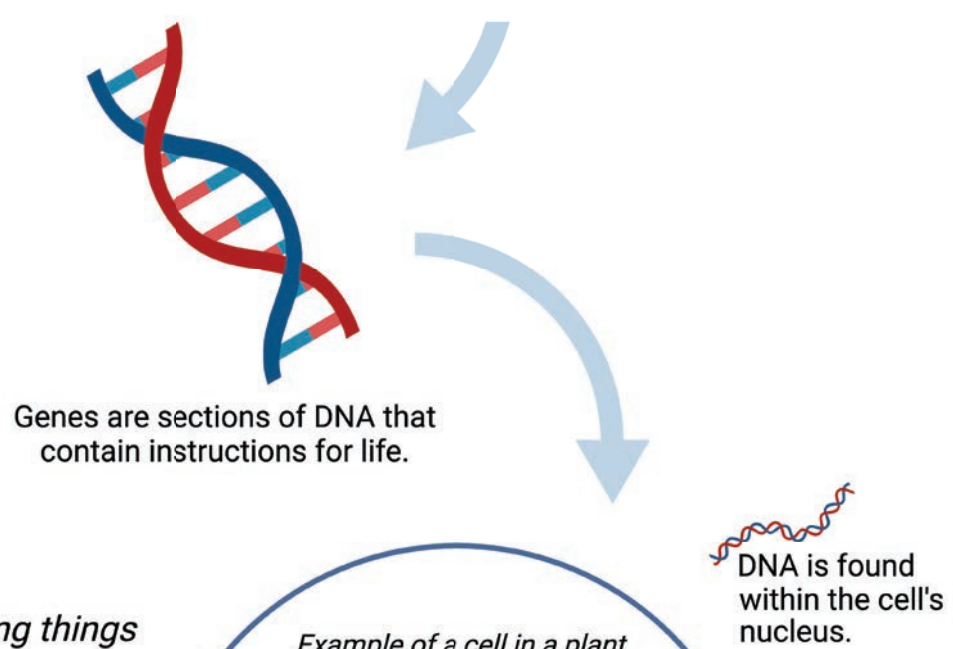 Genes are sections of DNA that
contain instructions for life.
DNA is found
within the cell's
nucleus.
things
Example of a cell in a plant